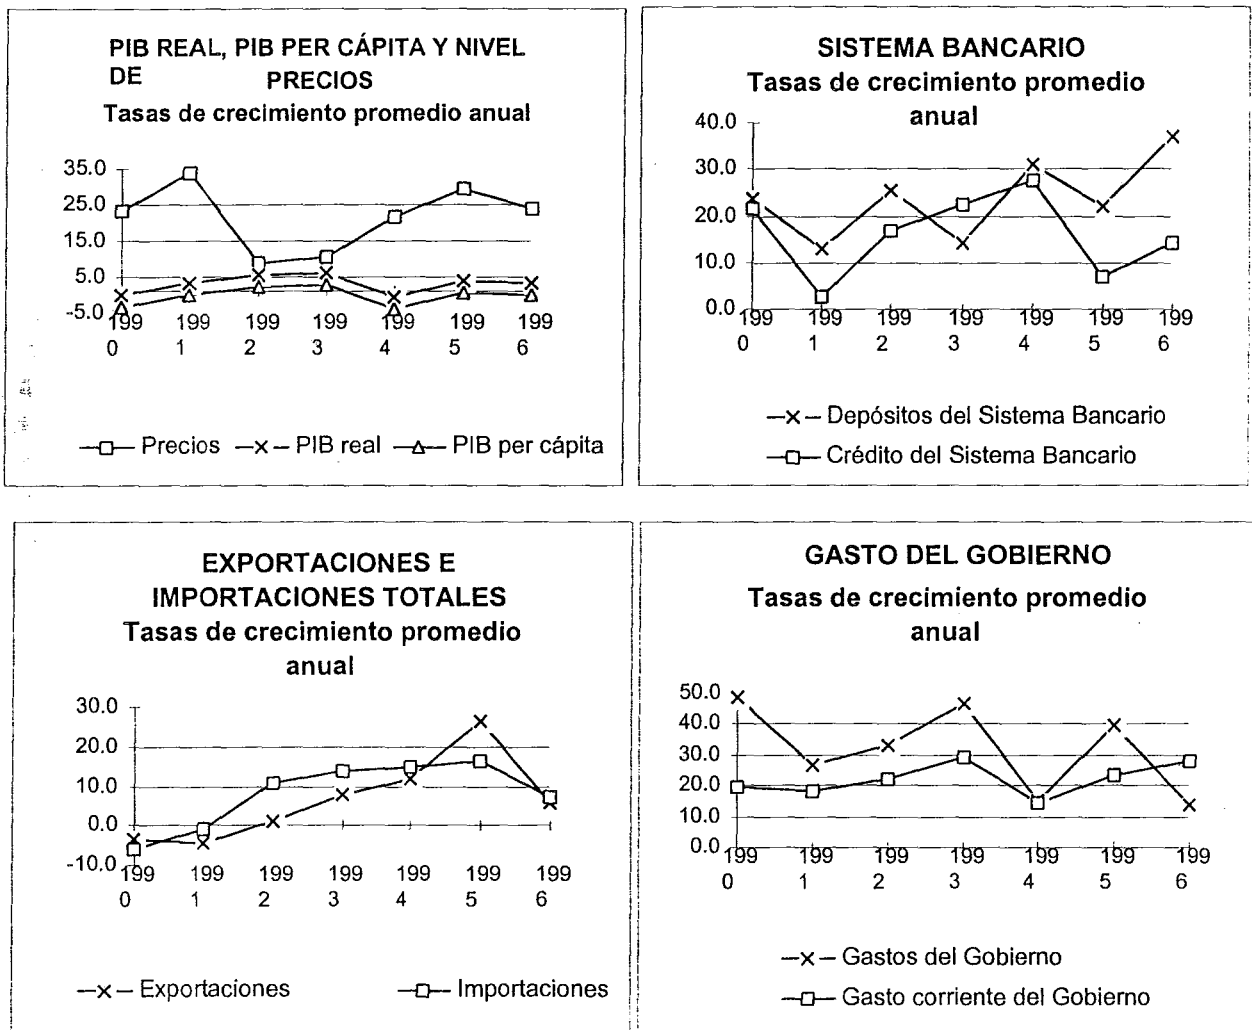 PIB REAL, PIB PER CÁPITA Y NIVEL
DE PRECIOS
Tasas de crecimiento promedio anual
35.0
25.0
15.0
5.0
-5.0
199 199 199 199 199 199 199
0 1 2 3 4 5 6
Precios PIB real PIB per cápita
SISTEMA BANCARIO
Tasas de crecimiento promedio
anual
40.0
30.0
20.0
10.0
0.0
199 199 199 199 199 199 199
0 1 2 3 4 5 6
Depósitos del Sistema Bancario
Crédito del Sistema Bancario
EXPORTACIONES E
IMPORTACIONES TOTALES
Tasas de crecimiento promedio
anual
30.0
20.0
10.0
0.0
-10.0
199 199 199 199 199 199 199
0 1 2 3 4 5 6
Exportaciones Importaciones
GASTO DEL GOBIERNO
Tasas de crecimiento promedio
anual
50.0
40.0
30.0
20.0
10.0
0.0
199 199 199 199 199 199 199
0 1 2 3 4 5 6
Gastos del Gobierno
Gasto corriente del Gobierno